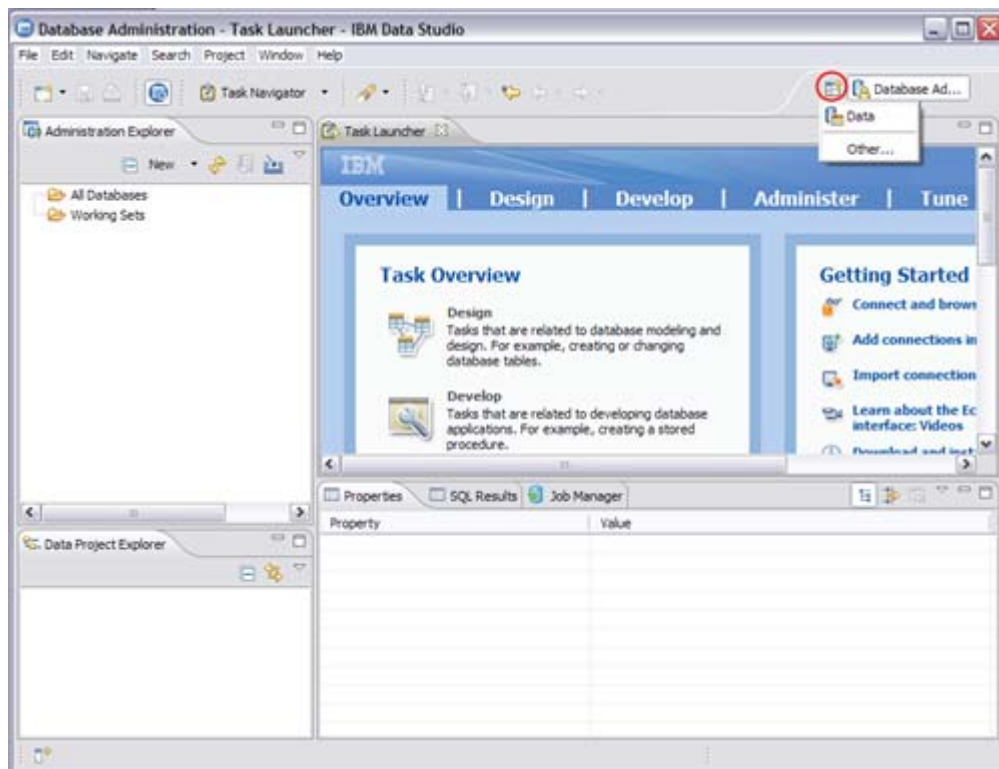 Database Administration - Task Launcher - IBM Data Studio
File Edit Navigate Search Project Window Help
Task Navigator
Database Ad...
Data
Other...
Administration Explorer
New
All Databases
Working Sets
Task Launcher
IBM
Overview | Design | Develop | Administer | Tune
Task Overview
Design
Tasks that are related to database modeling and
design. For example, creating or changing
database tables.
Develop
Tasks that are related to developing database
applications. For example, creating a stored
procedure.
Getting Started
Connect and brows
Add connections in
Import connection
Learn about the Ec
interface: Videos
Download and inst
Properties
SQL Results
Job Manager
Property
Value
Data Project Explorer